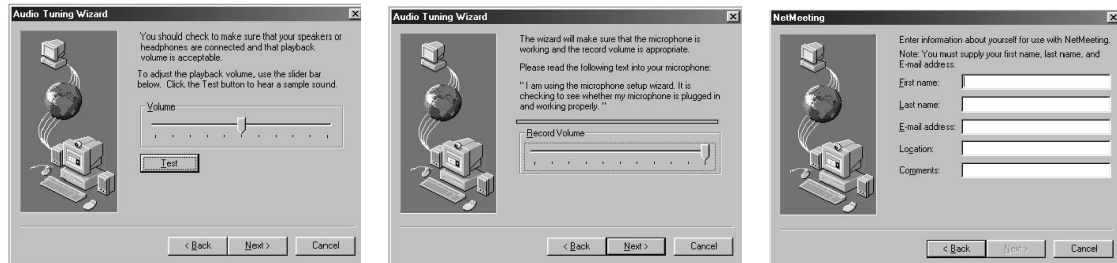 Audio Tuning Wizard
You should check to make sure that your speakers or
headphones are connected and that playback
volume is acceptable.
To adjust the playback volume, use the slider bar
below. Click the Test button to hear a sample sound.
Volume
Test
< Back
Next >
Cancel
Audio Tuning Wizard
The wizard will make sure that the microphone is
working and the record volume is appropriate.
Please read the following text into your microphone:
" I am using the microphone setup wizard. It is
checking to see whether my microphone is plugged in
and working properly. "
Record Volume
< Back
Next >
Cancel
NetMeeting
Enter information about yourself for use with NetMeeting.
Note: You must supply your first name, last name, and
E-mail address.
First name:
Last name:
E-mail address:
Location:
Comments:
< Back
Next >
Cancel